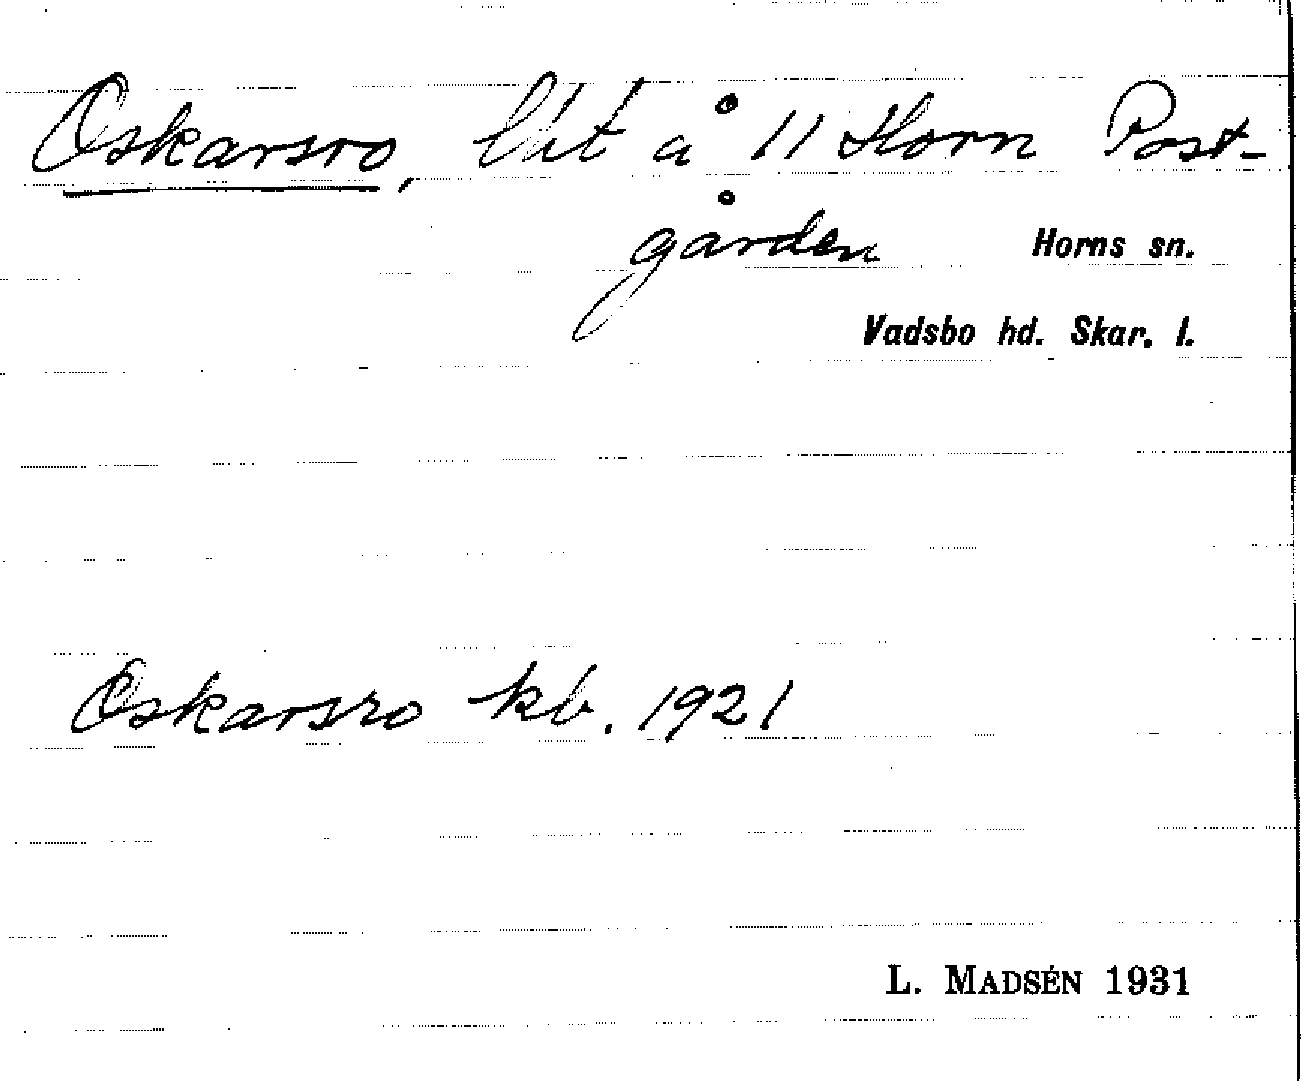 Oskarsro, lht å 11 Horn Post-
gården Horns sn.
Vadsbo hd. Skar. l.
Oskarsro kb. 1921
L. MADSÉN 1931